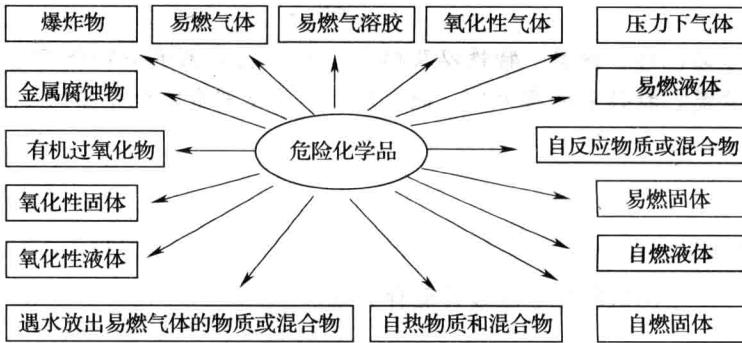 爆炸物
易燃气体
易燃气溶胶
氧化性气体
压力下气体
金属腐蚀物
易燃液体
有机过氧化物
危险化学品
自反应物质或混合物
氧化性固体
易燃固体
氧化性液体
自燃液体
遇水放出易燃气体的物质或混合物
自热物质和混合物
自燃固体